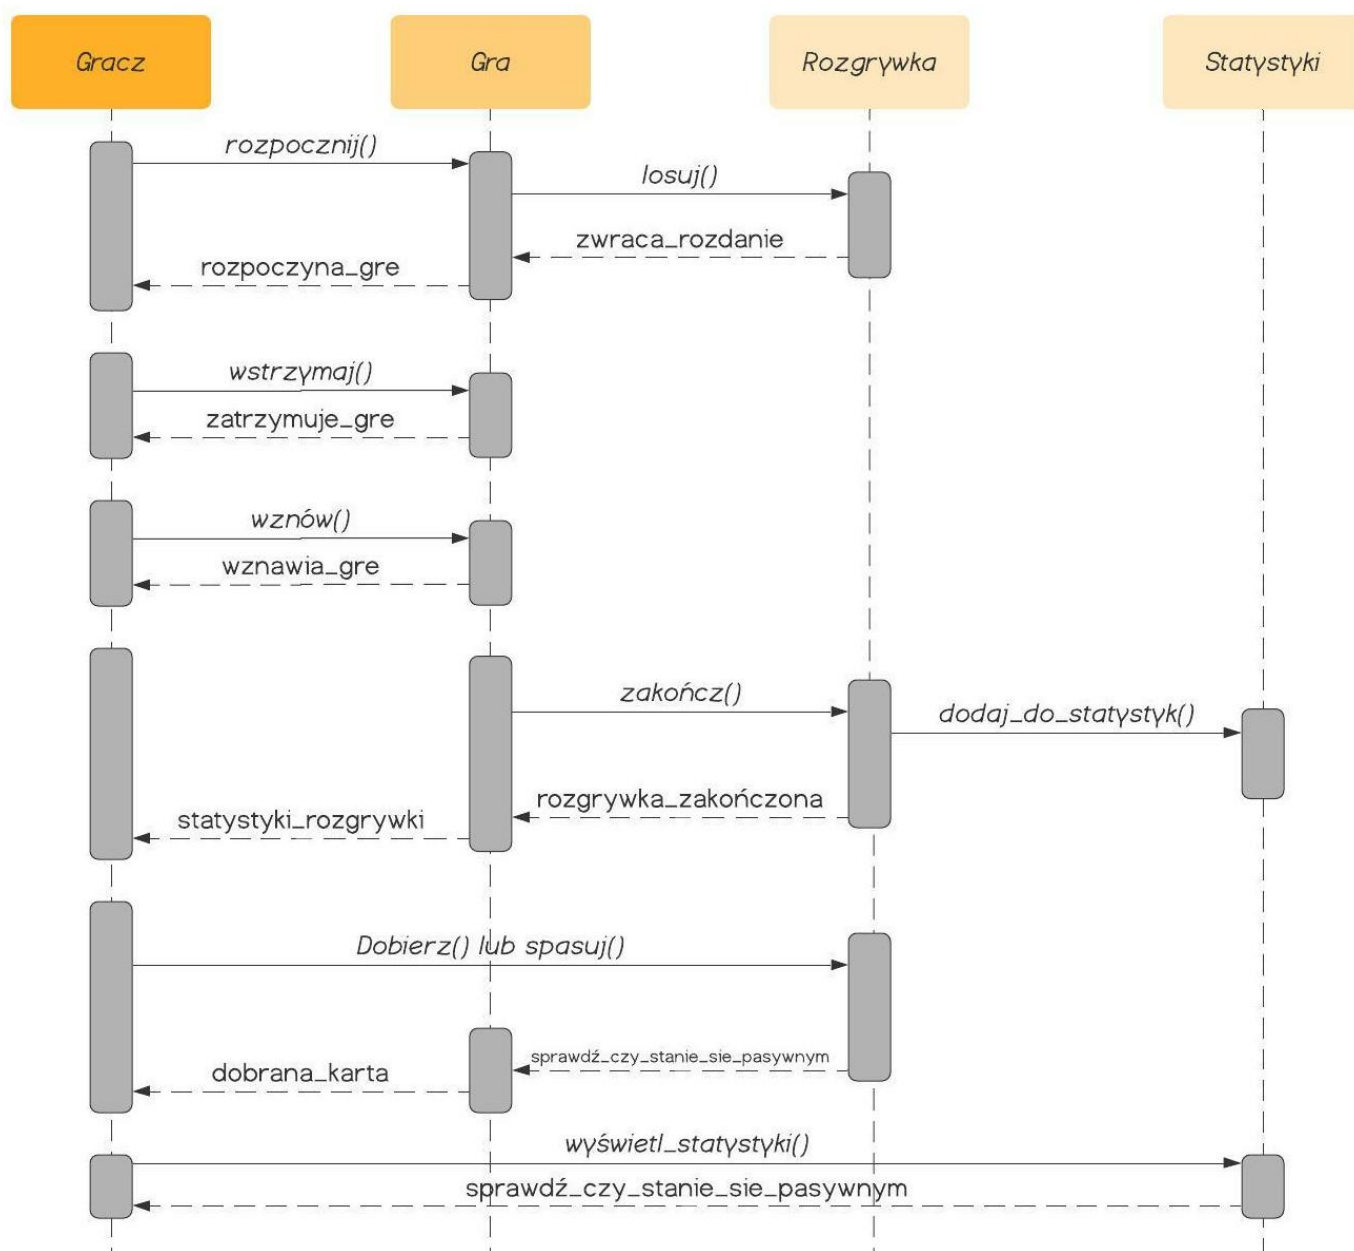 Gracz
Gra
Rozgrywka
Statystyki
rozpocznij()
losuj()
zwraca_rozdanie
rozpoczyna_gre
wstrzymaj()
zatrzymuje_gre
wznów()
wznawia_gre
zakończ()
dodaj_do_statystyk()
rozgrywka_zakończona
statystyki_rozgrywki
Dobierz() lub spasuj()
sprawdź_czy_stanie_sie_pasywnym
dobrana_karta
wyświetl_statystyki()
sprawdź_czy_stanie_sie_pasywnym